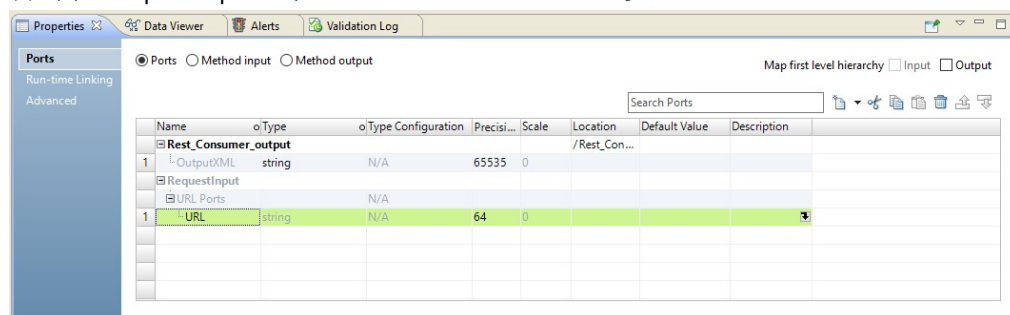 Properties Data Viewer Alerts Validation Log
Ports
Run-time Linking
Advanced
Ports Method input Method output
Map first level hierarchy Input Output
Search Ports
Name o Type o Type Configuration Precisi... Scale Location Default Value Description
Rest_Consumer_output /Rest_Con...
1 OutputXML string N/A 65535 0
RequestInput
URL Ports N/A
1 URL string N/A 64 0